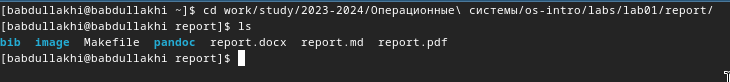 [babdullakhi@babdullakhi ~]$ cd work/study/2023-2024/Операционные\ системы/os-intro/labs/lab01/report/
[babdullakhi@babdullakhi report]$ ls
bib  image  Makefile  pandoc  report.docx  report.md  report.pdf
[babdullakhi@babdullakhi report]$